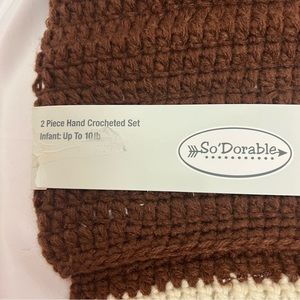 2 Piece Hand Crocheted Set
Infant: Up To 10 lb
So'Dorable